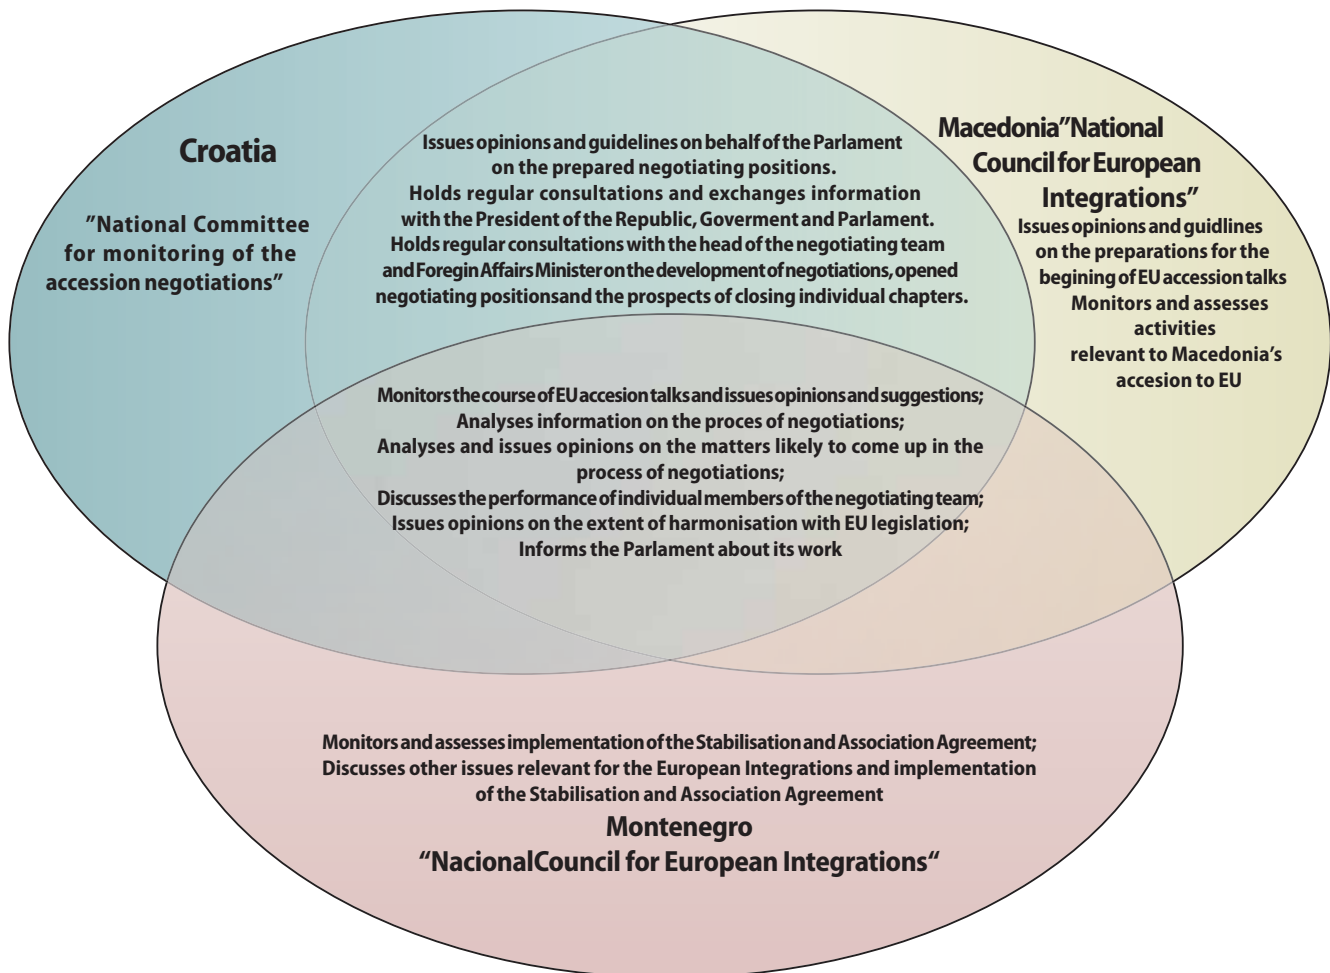 Croatia
"National Committee
for monitoring of the
accession negotiations"
Issues opinions and guidelines on behalf of the Parlament
on the prepared negotiating positions.
Holds regular consultations and exchanges information
with the President of the Republic, Goverment and Parlament.
Holds regular consultations with the head of the negotiating team
and Foregin Affairs Minister on the development of negotiations, opened
negotiating positionsand the prospects of closing individual chapters.
Macedonia"National
Council for European
Integrations"
Issues opinions and guidlines
on the preparations for the
begining of EU accession talks
Monitors and assesses
activities
relevant to Macedonia's
accesion to EU
Monitors the course of EU accesion talks and issues opinions and suggestions;
Analyses information on the proces of negotiations;
Analyses and issues opinions on the matters likely to come up in the
process of negotiations;
Discusses the performance of individual members of the negotiating team;
Issues opinions on the extent of harmonisation with EU legislation;
Informs the Parlament about its work
Monitors and assesses implementation of the Stabilisation and Association Agreement;
Discusses other issues relevant for the European Integrations and implementation
of the Stabilisation and Association Agreement
Montenegro
“NacionalCouncil for European Integrations“